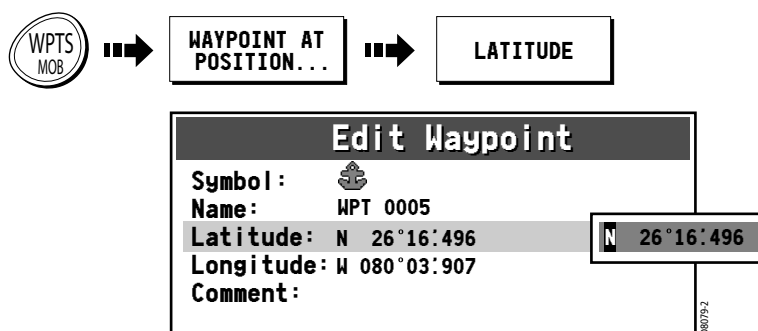 WPTS
MOB
WAYPOINT AT
POSITION...
LATITUDE
Edit Waypoint
Symbol:
Name: WPT 0005
Latitude: N 26°16'.496
N 26°16'.496
Longitude: W 080°03'.907
Comment:
D8079-2